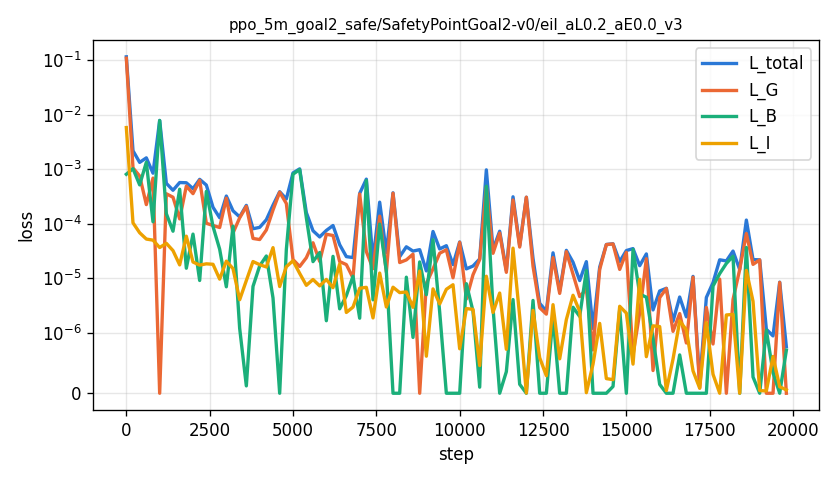 ppo_5m_goal2_safe/SafetyPointGoal2-v0/eil_aL0.2_aE0.0_v3
L_total
L_G
L_B
L_I
loss
10⁻¹
10⁻²
10⁻³
10⁻⁴
10⁻⁵
10⁻⁶
0
0 2500 5000 7500 10000 12500 15000 17500 20000
step